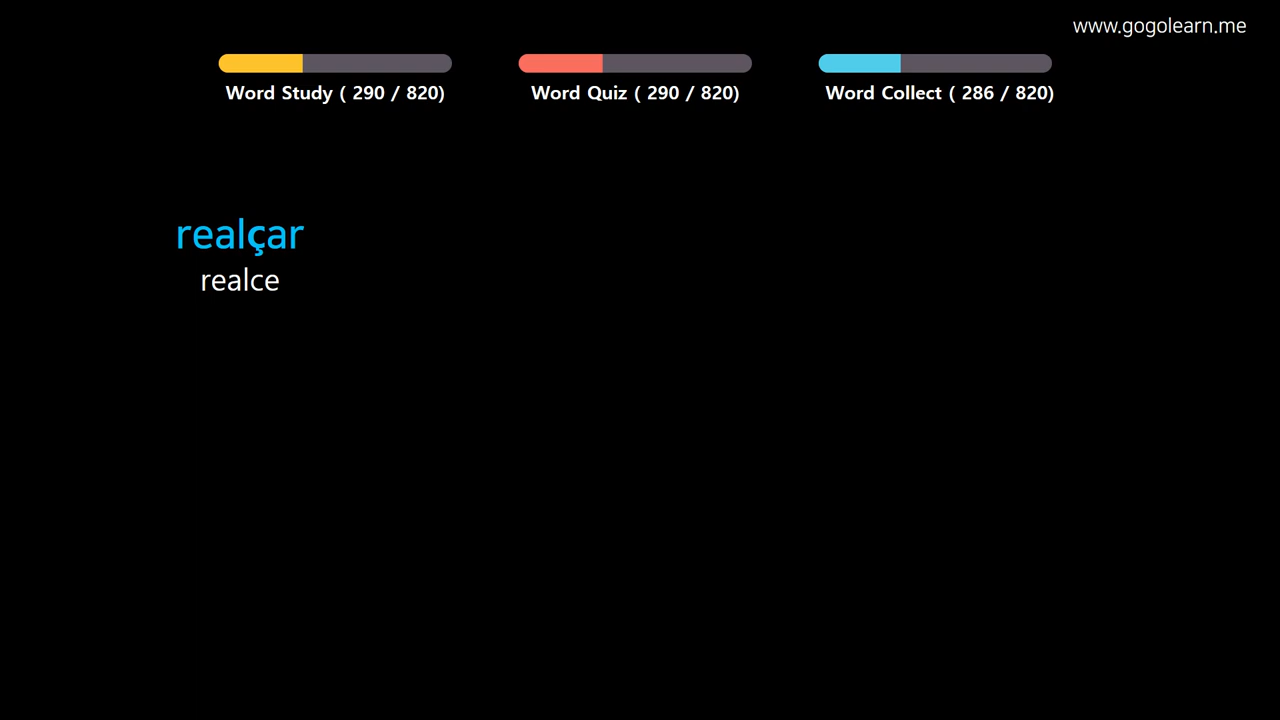 www.gogolearn.me
Word Study ( 290 / 820)
Word Quiz ( 290 / 820)
Word Collect ( 286 / 820)
realçar
realce